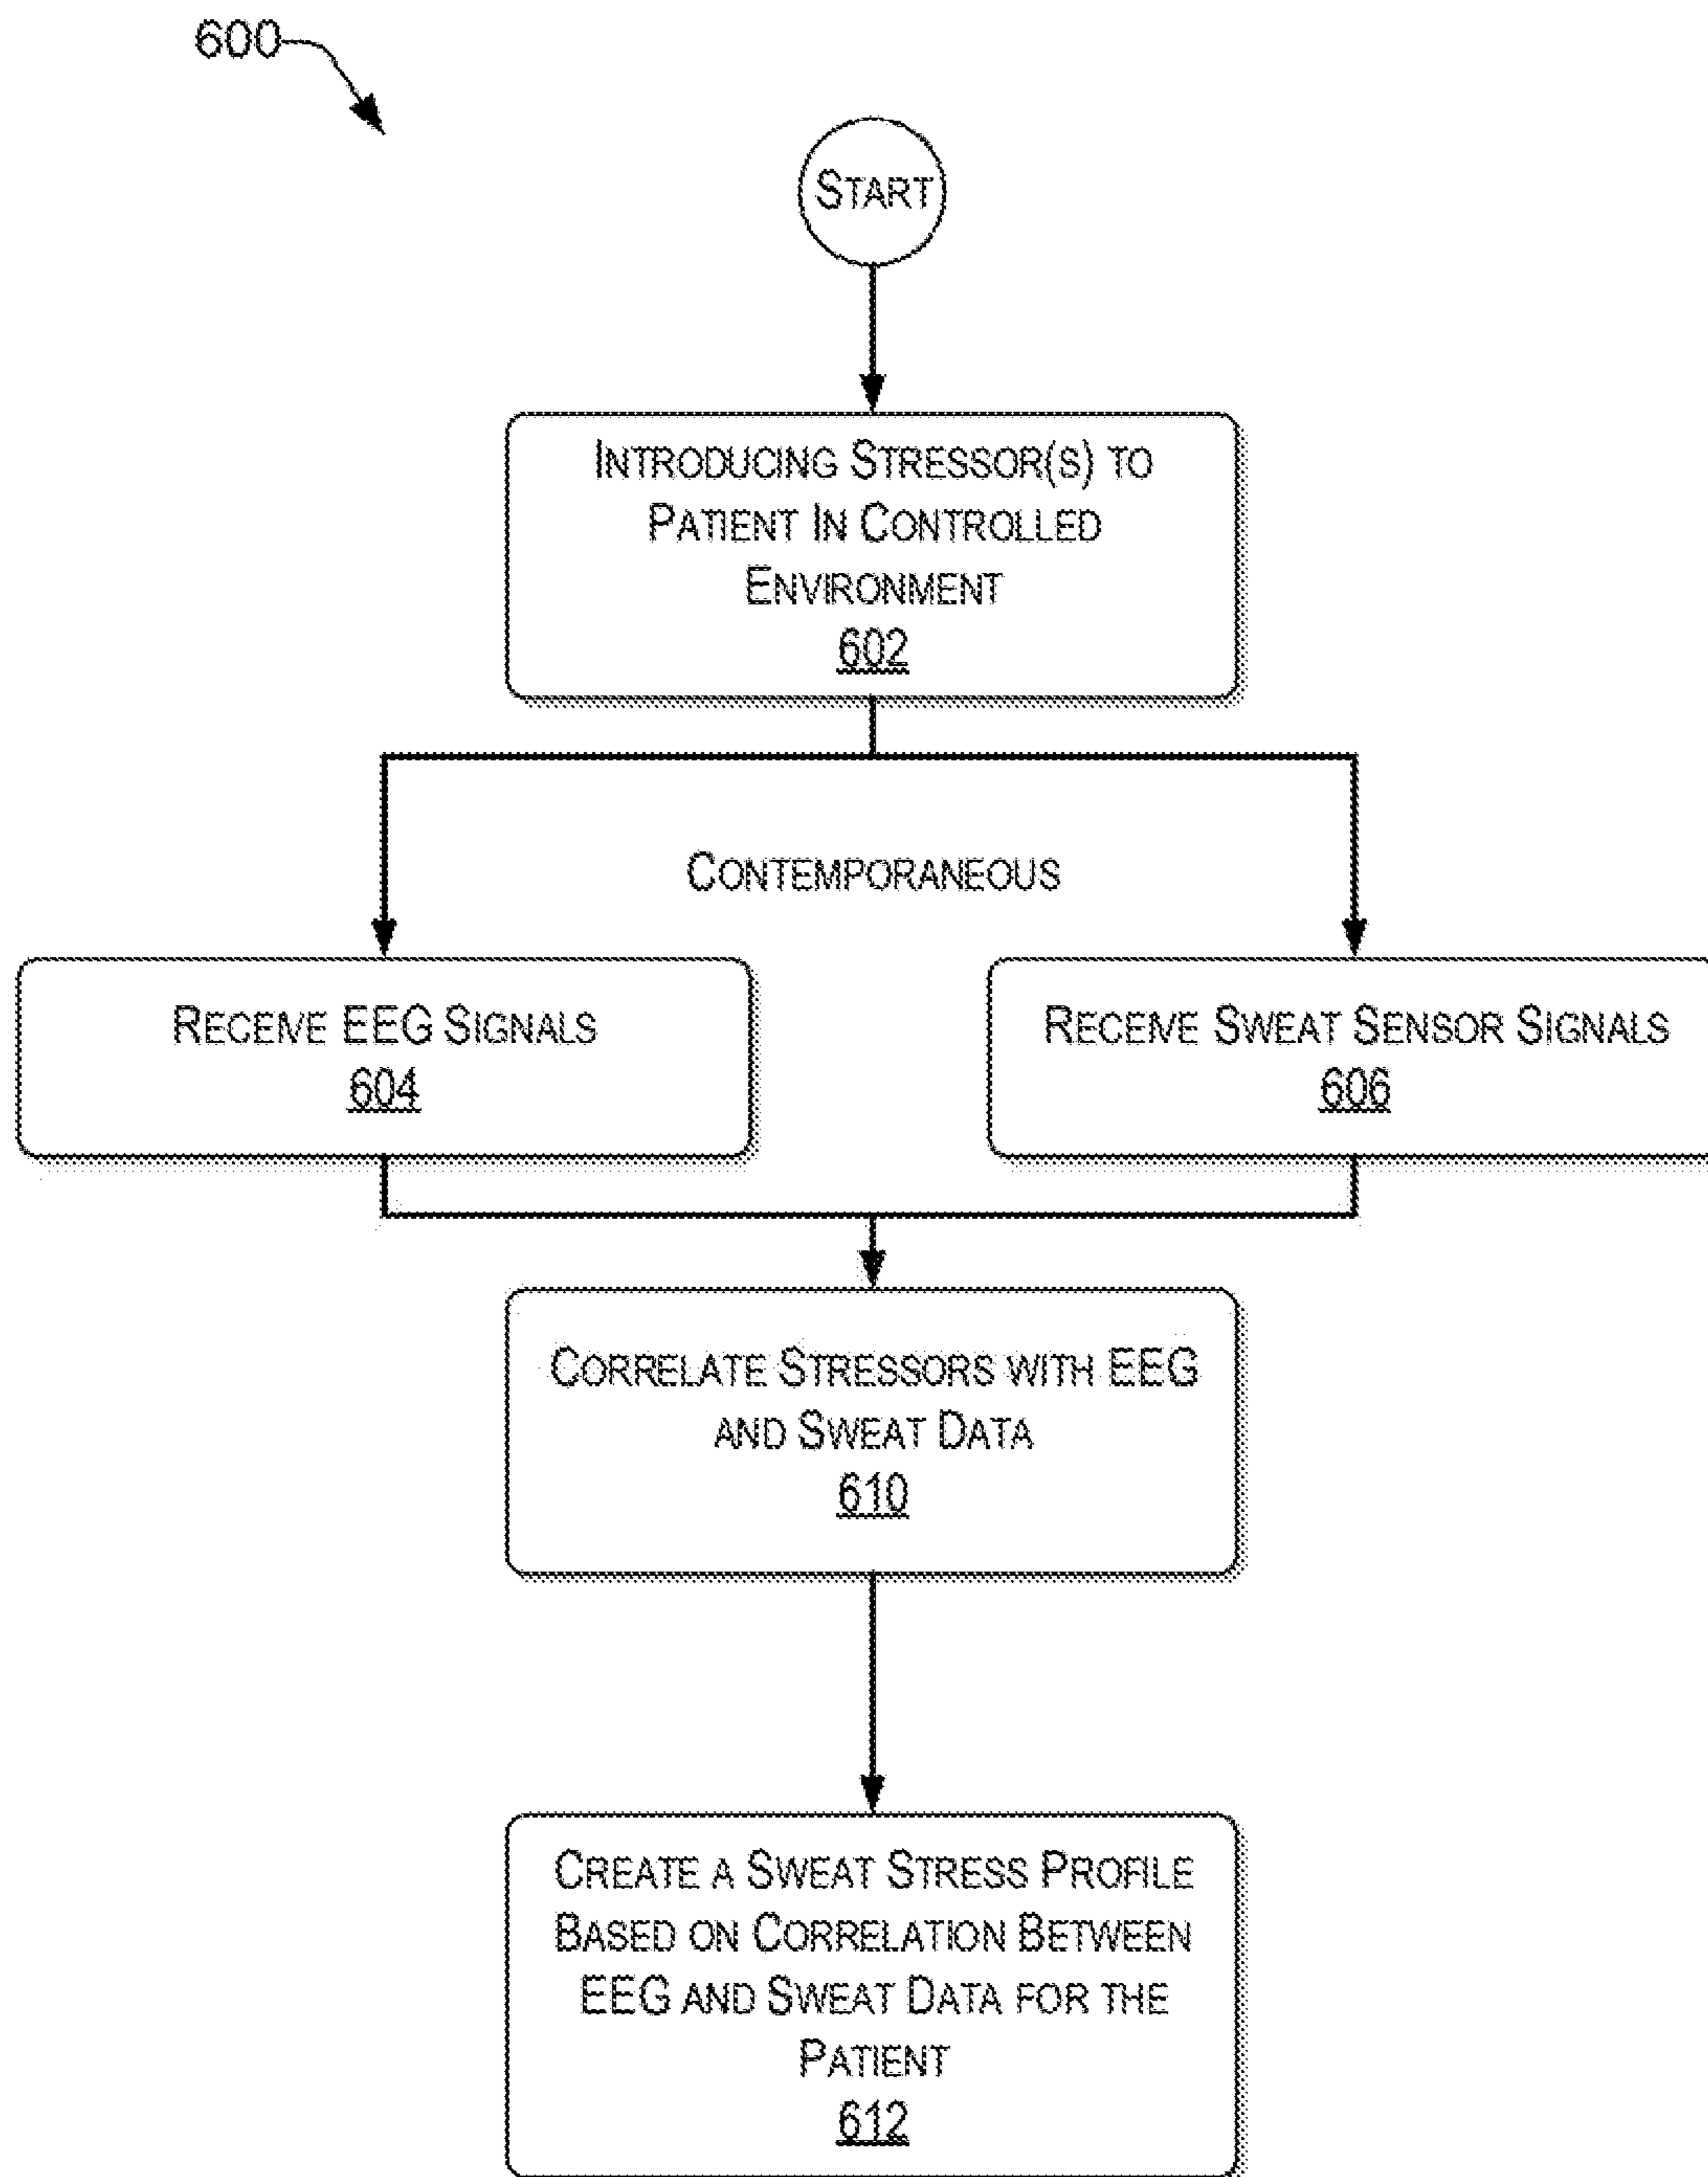 600
START
INTRODUCING STRESSOR(S) TO
PATIENT IN CONTROLLED
ENVIRONMENT
602
CONTEMPORANEOUS
RECEIVE EEG SIGNALS
604
RECEIVE SWEAT SENSOR SIGNALS
606
CORRELATE STRESSORS WITH EEG
AND SWEAT DATA
610
CREATE A SWEAT STRESS PROFILE
BASED ON CORRELATION BETWEEN
EEG AND SWEAT DATA FOR THE
PATIENT
612